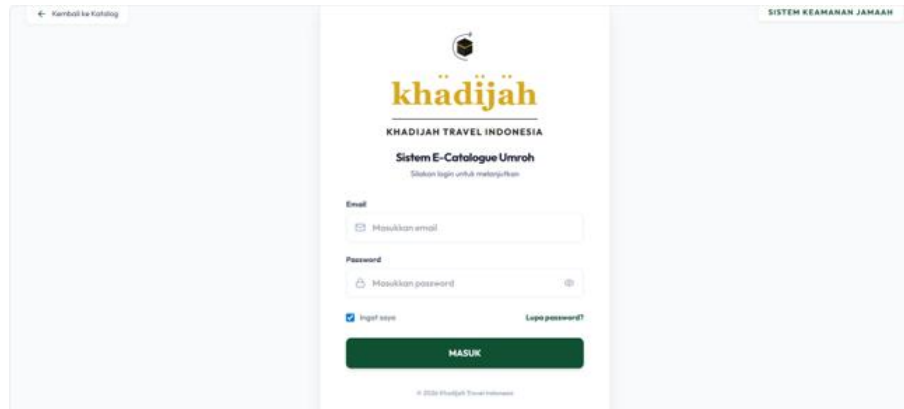 ← Kembali ke Katalog
SISTEM KEAMANAN JAMAAH
khädïjäh
KHADIJAH TRAVEL INDONESIA
Sistem E-Catalogue Umroh
Silakan login untuk melanjutkan
Email
Masukkan email
Password
Masukkan password
Ingat saya
Lupa password?
MASUK
© 2026 Khadijah Travel Indonesia